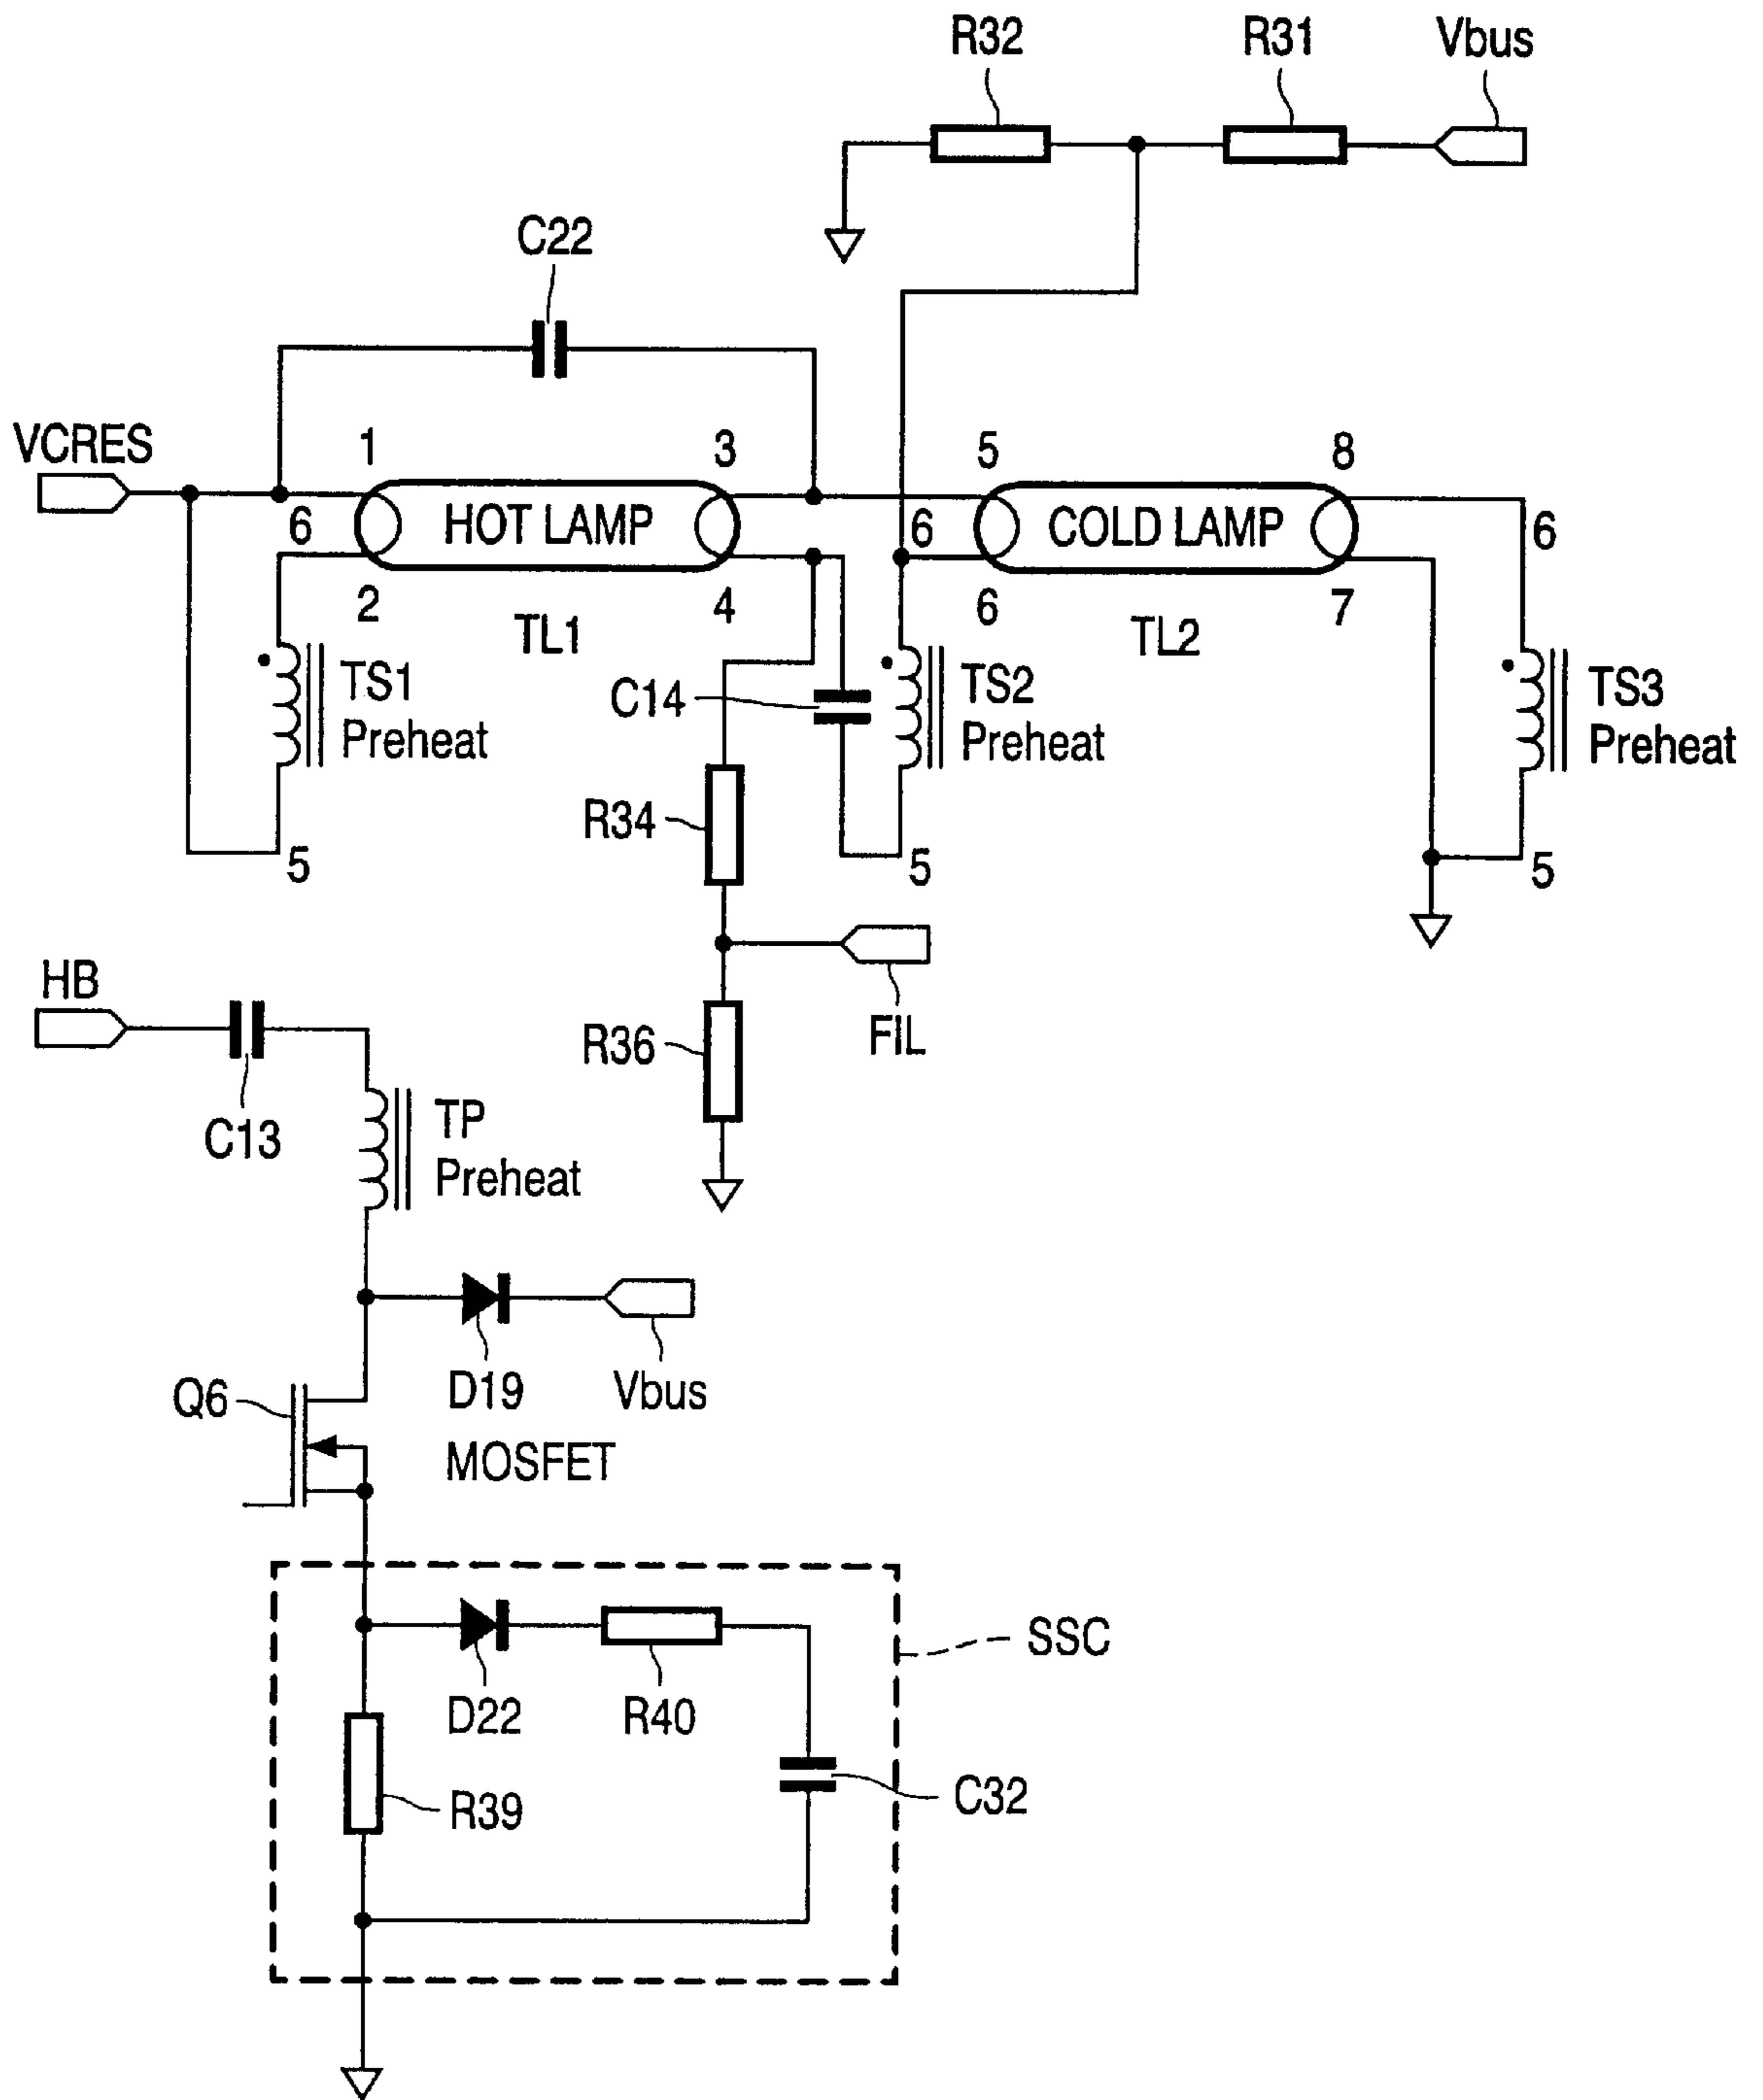 R32 R31 Vbus
C22
VCRES
1 3 5 8
HOT LAMP COLD LAMP
6 6 6
2 4 6 7
TL1 TL2
TS1
Preheat
C14
TS2
Preheat
TS3
Preheat
R34
5 5 5
HB
FIL
R36
C13
TP
Preheat
D19 Vbus
Q6
MOSFET
SSC
D22 R40
R39
C32